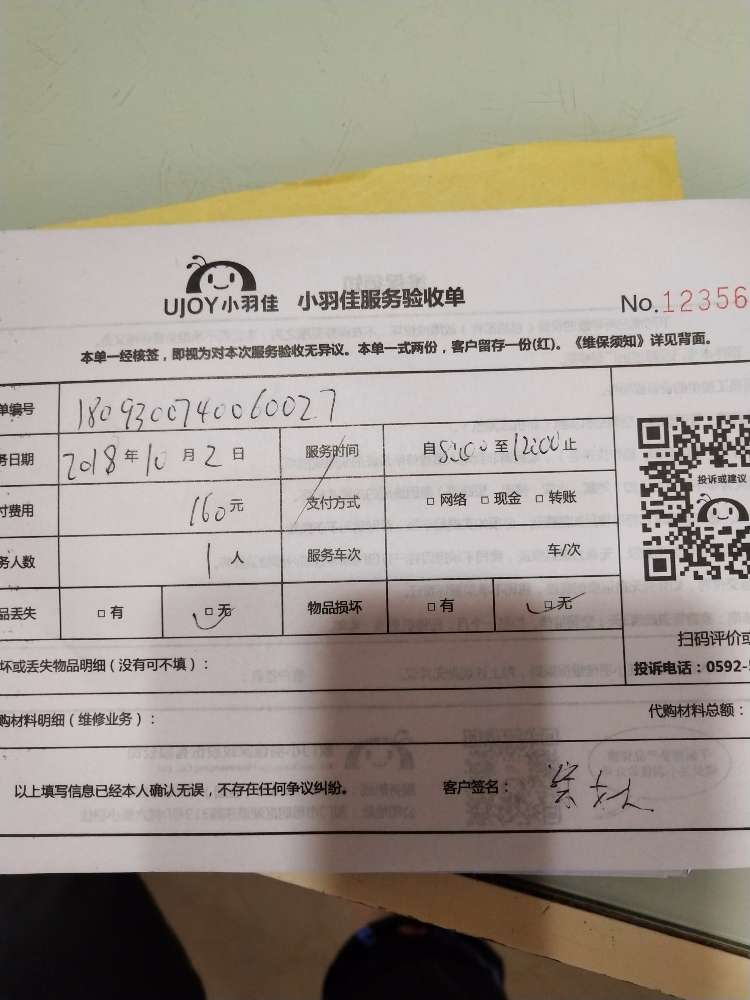 UJOY小羽佳 小羽佳服务验收单 No.12356
本单一经核签，即视为对本次服务验收无异议。本单一式两份，客户留存一份(红)。《维保须知》详见背面。
单编号 1809300740060027
务日期 2018年10月2日 服务时间 自8:00至12:00止
付费用 160元 支付方式 □网络 □现金 □转账
务人数 1人 服务车次 车/次
品丢失 □有 □无 物品损坏 □有 □无
投诉或建议
扫码评价或
投诉电话：0592-
坏或丢失物品明细（没有可不填）：
购材料明细（维修业务）： 代购材料总额：
以上填写信息已经本人确认无误，不存在任何争议纠纷。 客户签名：